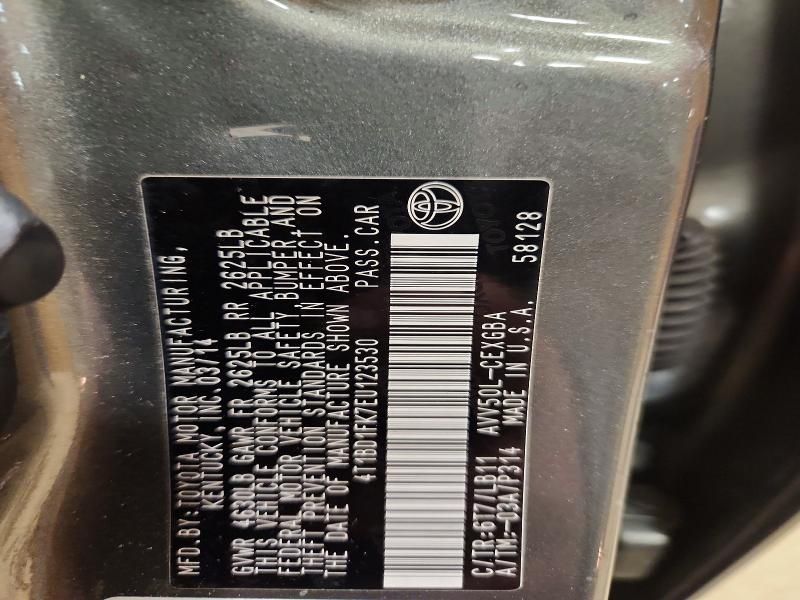 MFD.BY:TOYOTA MOTOR MANUFACTURING,
KENTUCKY, INC.03/14
GVWR 4630LB GAWR FR 2625LB RR 2625LB
THIS VEHICLE CONFORMS TO ALL APPLICABLE
FEDERAL MOTOR VEHICLE SAFETY,BUMPER,AND
THEFT PREVENTION STANDARDS IN EFFECT ON
THE DATE OF MANUFACTURE SHOWN ABOVE.
4T1BD1FK7EU123530 PASS.CAR
C/TR:617/LB11 AVV50L-CEXGBA
A/TM:-03A/P314 MADE IN U.S.A. 58128